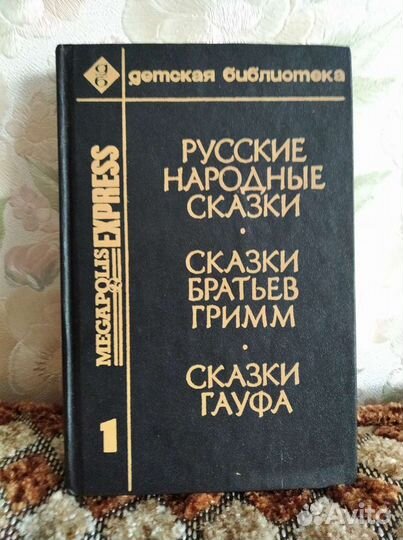 детская библиотека
РУССКИЕ
НАРОДНЫЕ
СКАЗКИ
·
СКАЗКИ
БРАТЬЕВ
ГРИММ
·
СКАЗКИ
ГАУФА
MEGAPOLIS
EXPRESS
1
Avito